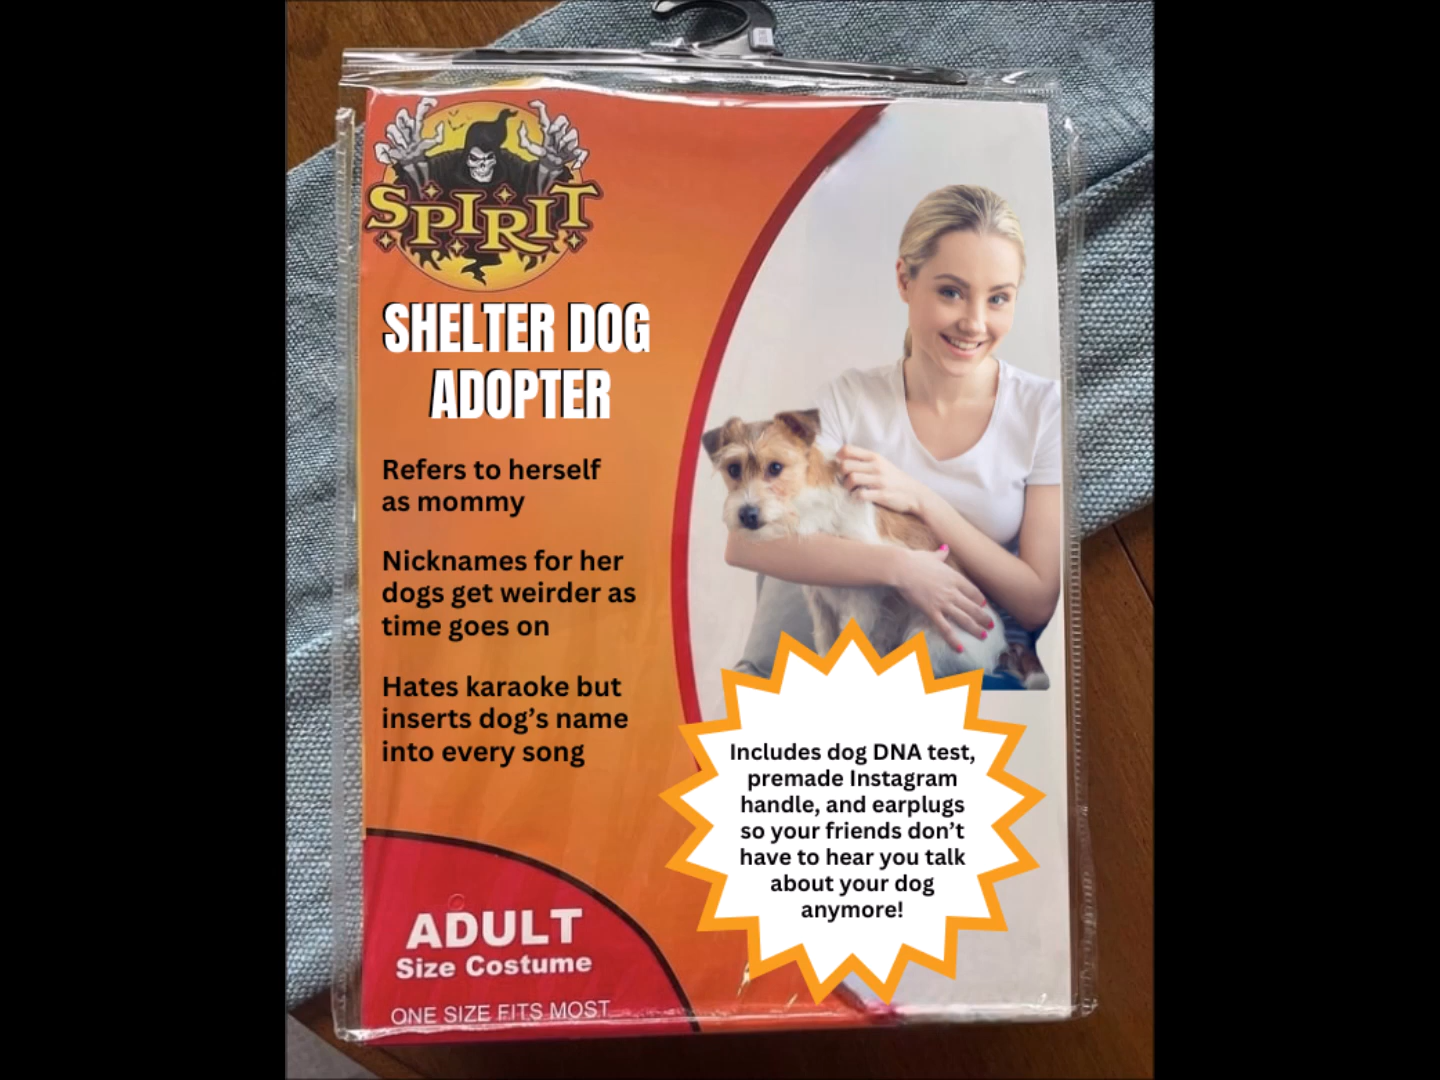 SPIRIT
SHELTER DOG
ADOPTER
Refers to herself
as mommy
Nicknames for her
dogs get weirder as
time goes on
Hates karaoke but
inserts dog's name
into every song
Includes dog DNA test,
premade Instagram
handle, and earplugs
so your friends don't
have to hear you talk
about your dog
anymore!
ADULT
Size Costume
ONE SIZE FITS MOST